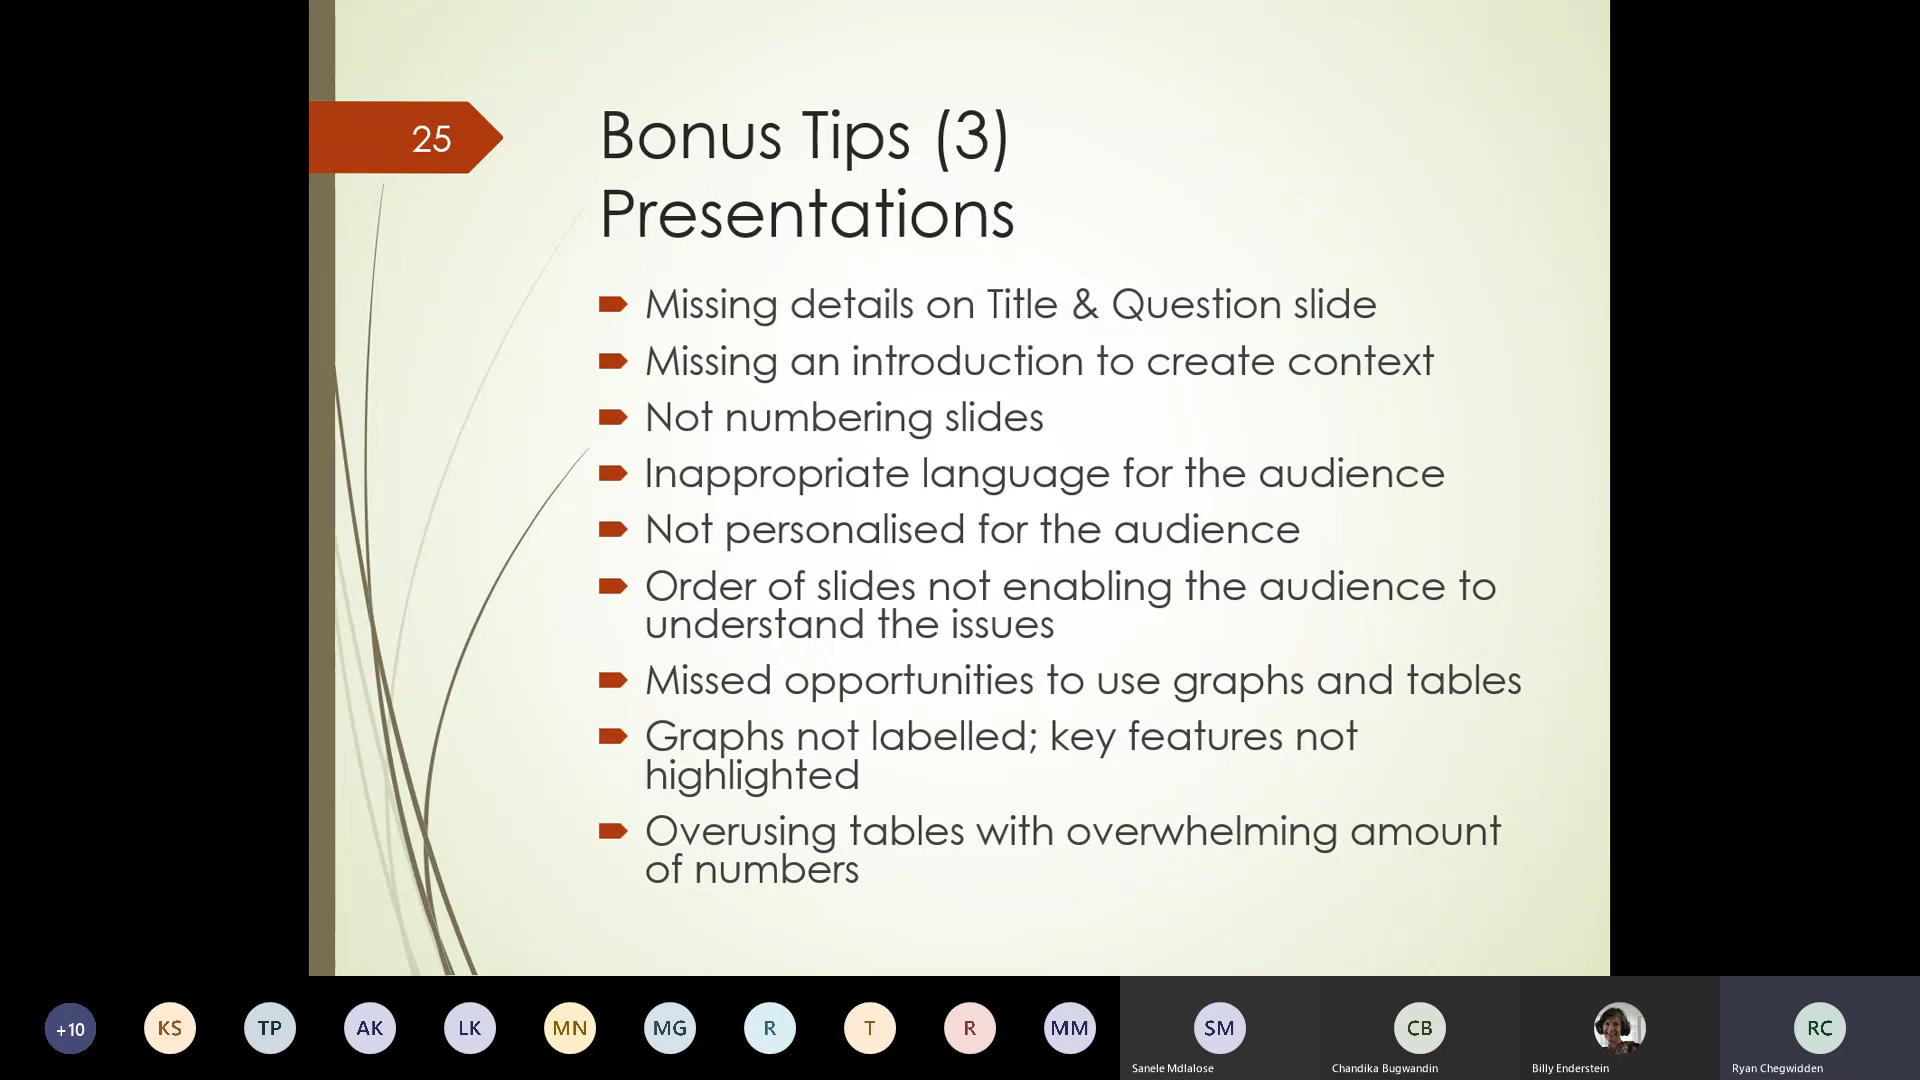 25
Bonus Tips (3)
Presentations
Missing details on Title & Question slide
Missing an introduction to create context
Not numbering slides
Inappropriate language for the audience
Not personalised for the audience
Order of slides not enabling the audience to
understand the issues
Missed opportunities to use graphs and tables
Graphs not labelled; key features not
highlighted
Overusing tables with overwhelming amount
of numbers
+10 KS TP AK LK MN MG R T R MM SM CB RC
Sanele Mdlalose Chandika Bugwandin Billy Enderstein Ryan Chegwidden